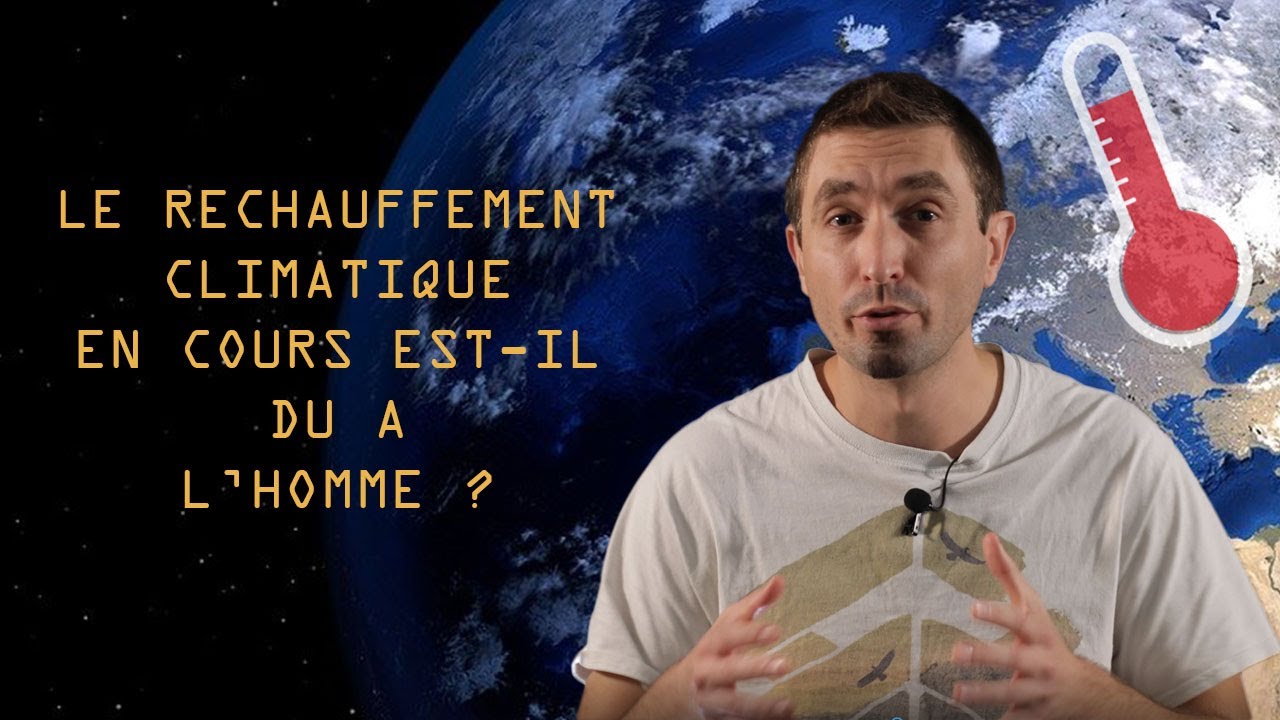 LE RECHAUFFEMENT
CLIMATIQUE
EN COURS EST-IL
DU A
L'HOMME ?